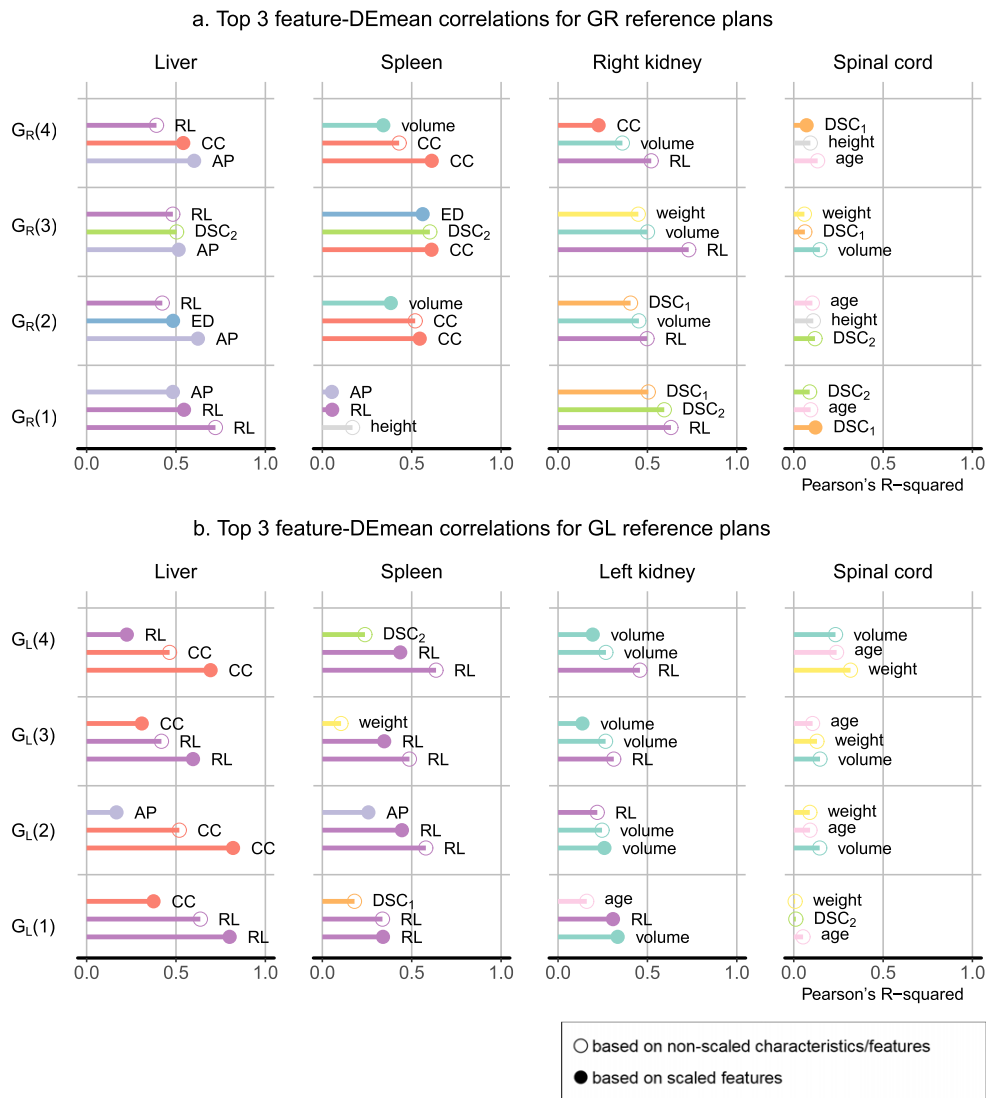 a. Top 3 feature-DEmean correlations for GR reference plans
Liver Spleen Right kidney Spinal cord
G_R(4)
RL volume CC DSC₁
CC CC volume height
AP CC RL age
G_R(3)
RL ED weight weight
DSC₂ DSC₂ volume DSC₁
AP CC RL volume
G_R(2)
RL volume DSC₁ age
ED CC volume height
AP CC RL DSC₂
G_R(1)
AP AP DSC₁ DSC₂
RL RL DSC₂ age
RL height RL DSC₁
0.0 0.5 1.0 0.0 0.5 1.0 0.0 0.5 1.0 0.0 0.5 1.0
Pearson's R−squared
b. Top 3 feature-DEmean correlations for GL reference plans
Liver Spleen Left kidney Spinal cord
G_L(4)
RL DSC₂ volume volume
CC RL volume age
CC RL RL weight
G_L(3)
CC weight volume age
RL RL volume weight
RL RL RL volume
G_L(2)
AP AP RL weight
CC RL volume age
CC RL volume volume
G_L(1)
CC DSC₁ age weight
RL RL RL DSC₂
RL RL volume age
0.0 0.5 1.0 0.0 0.5 1.0 0.0 0.5 1.0 0.0 0.5 1.0
Pearson's R−squared
based on non-scaled characteristics/features
based on scaled features